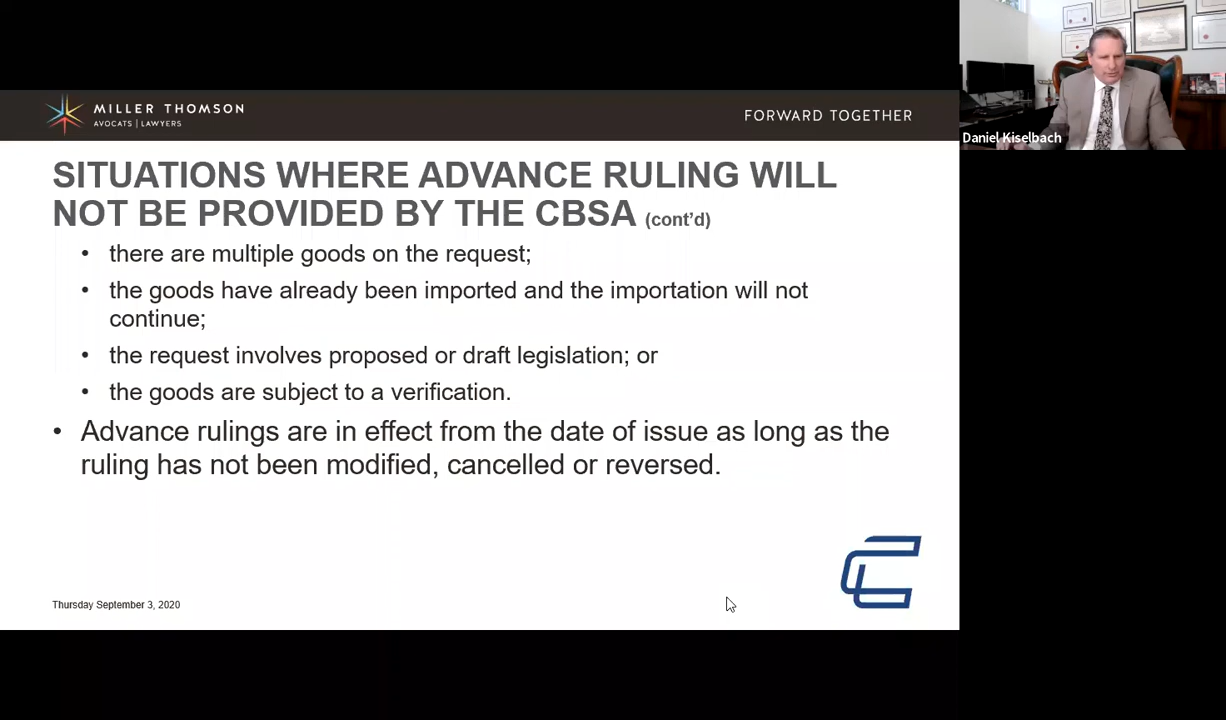 MILLER THOMSON
AVOCATS | LAWYERS
FORWARD TOGETHER
Daniel Kiselbach
SITUATIONS WHERE ADVANCE RULING WILL
NOT BE PROVIDED BY THE CBSA (cont’d)
• there are multiple goods on the request;
• the goods have already been imported and the importation will not
continue;
• the request involves proposed or draft legislation; or
• the goods are subject to a verification.
• Advance rulings are in effect from the date of issue as long as the
ruling has not been modified, cancelled or reversed.
Thursday September 3, 2020